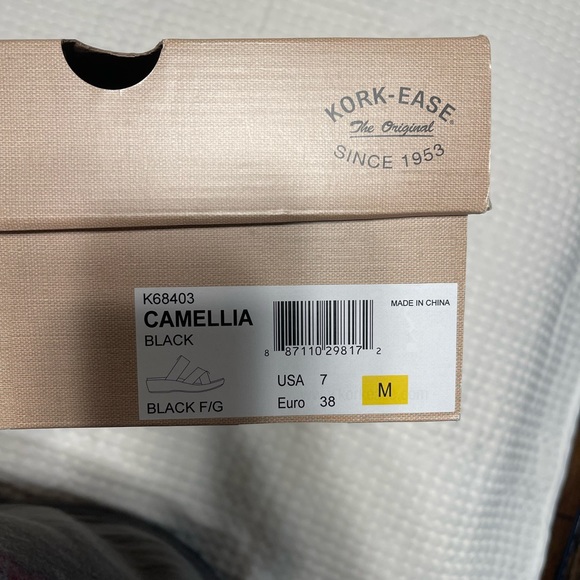 KORK-EASE®
The Original
SINCE 1953
K68403
CAMELLIA
BLACK
MADE IN CHINA
8 87110 29817 2
USA 7
Euro 38
M
BLACK F/G